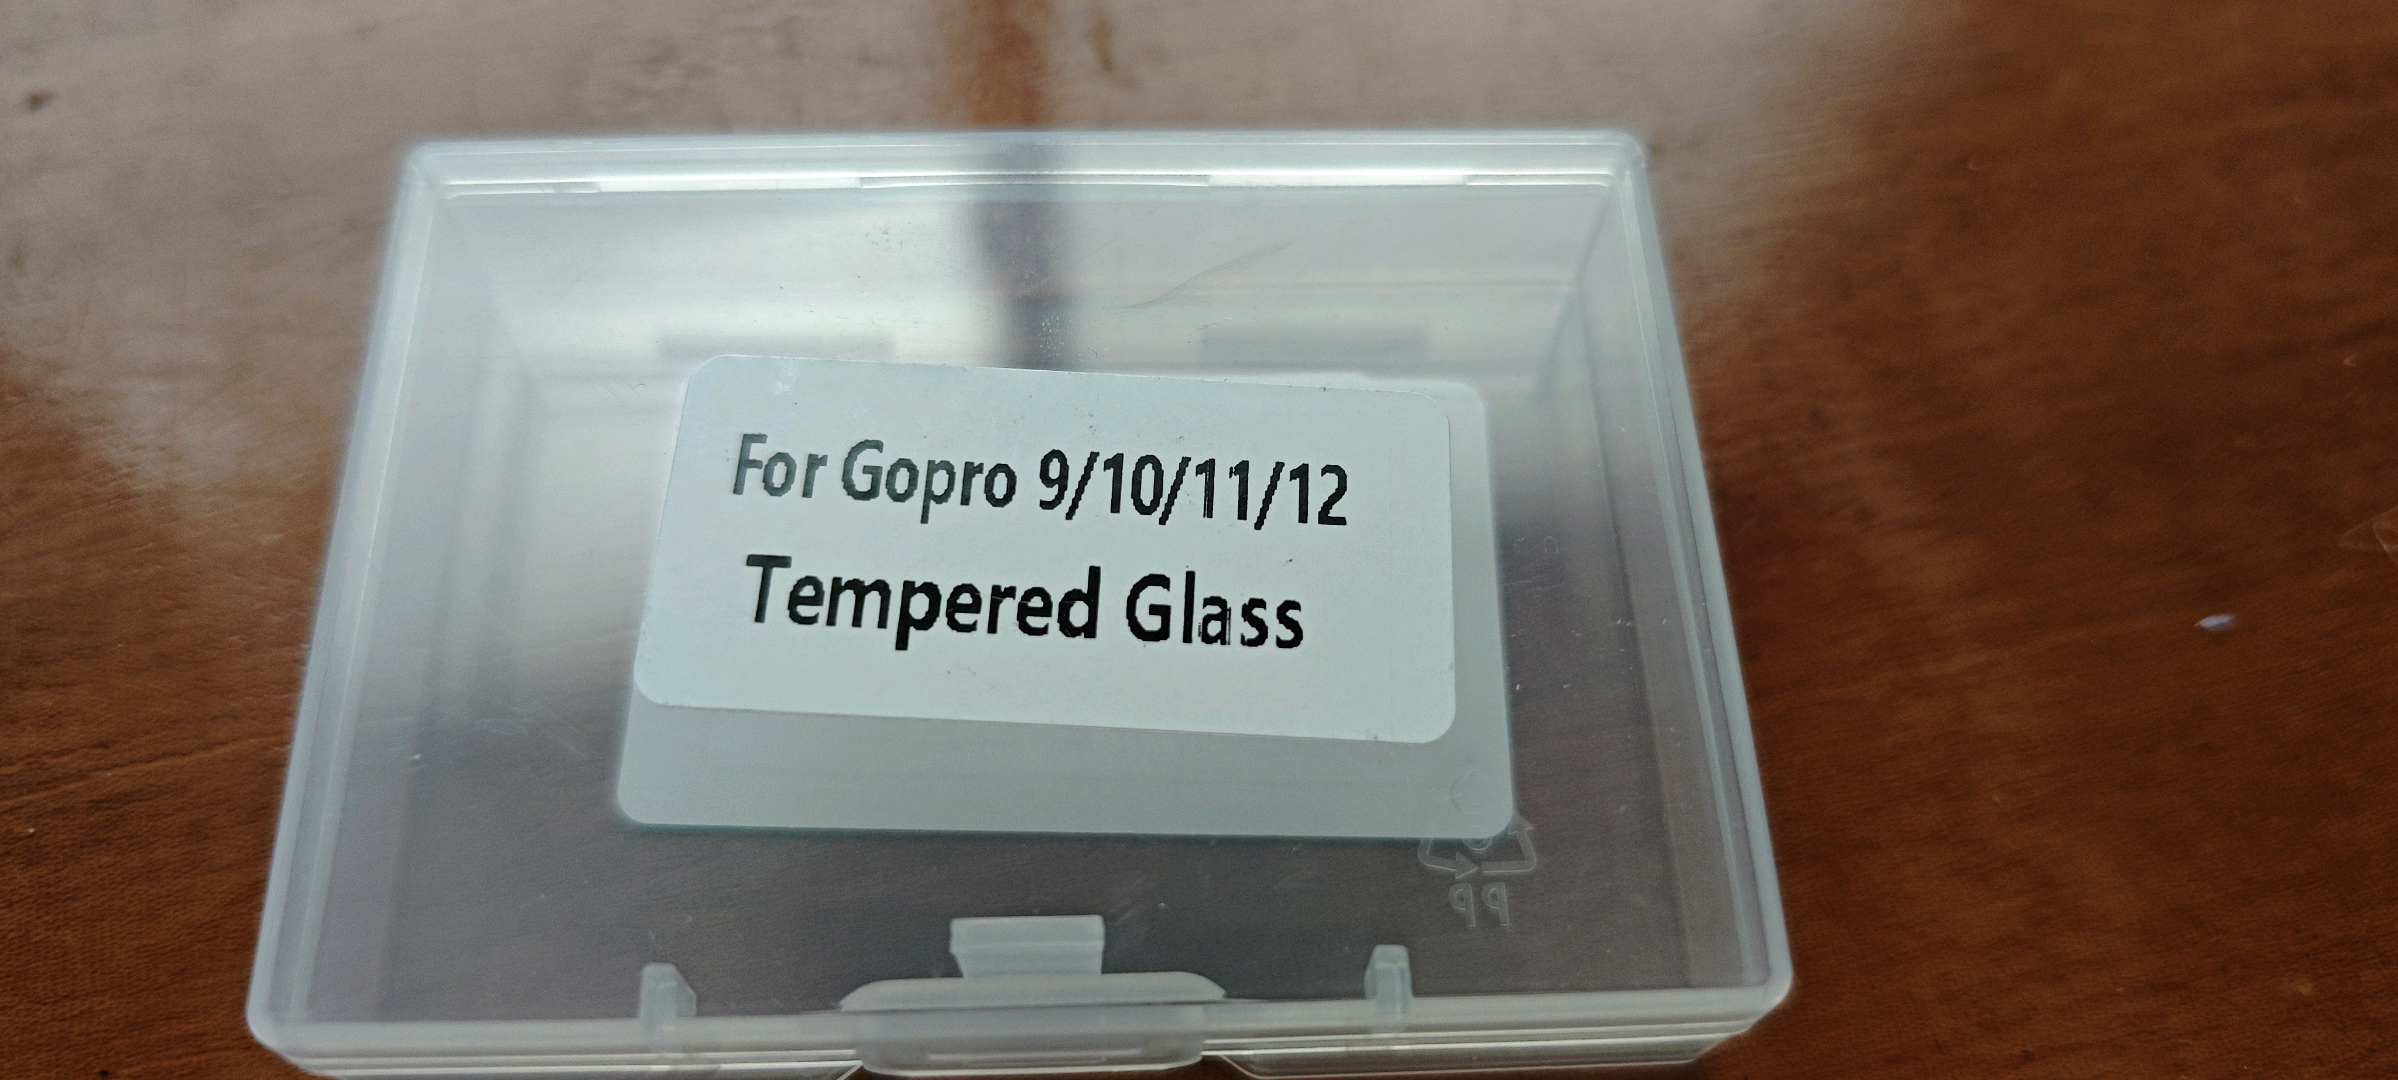 For Gopro 9/10/11/12
Tempered Glass
PP